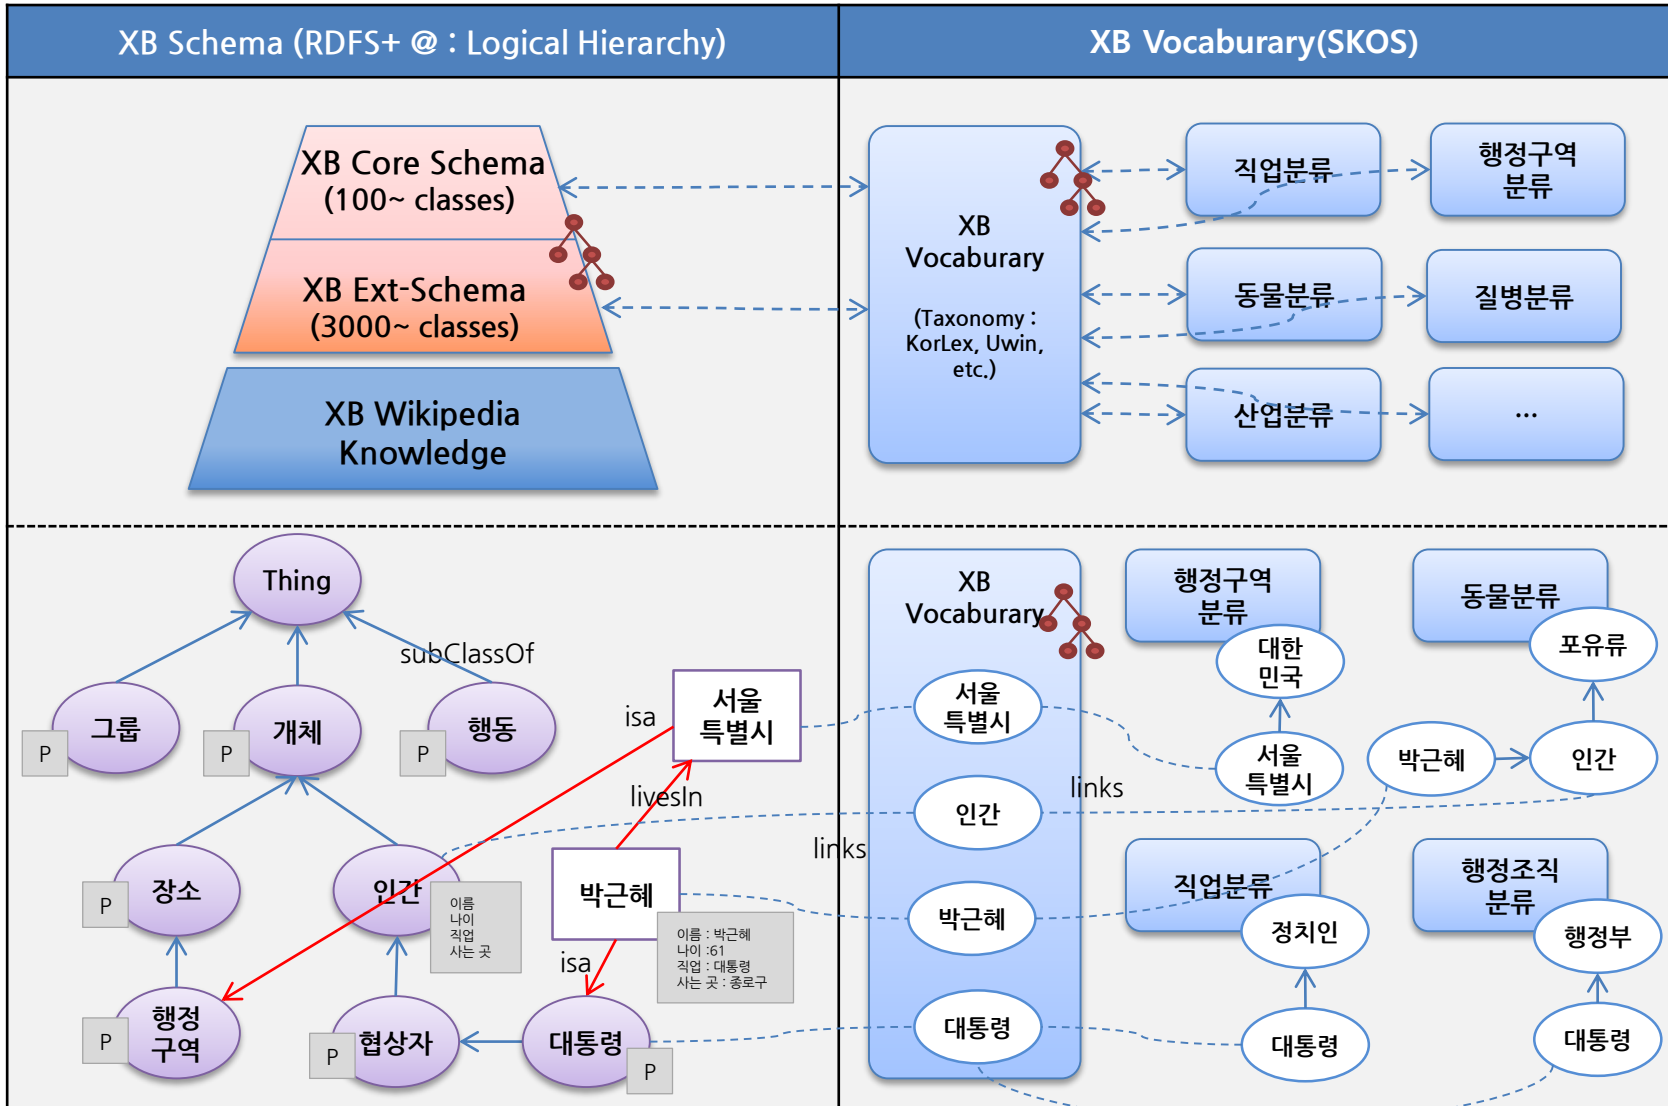 XB Schema (RDFS+ @ : Logical Hierarchy)
XB Vocaburary(SKOS)
XB Core Schema
(100~ classes)
XB Ext-Schema
(3000~ classes)
XB Wikipedia
Knowledge
XB
Vocaburary
(Taxonomy :
KorLex, Uwin,
etc.)
직업분류
행정구역
분류
동물분류
질병분류
산업분류
...
Thing
subClassOf
그룹
P
개체
P
행동
P
isa
서울
특별시
livesIn
장소
P
인간
이름
나이
직업
사는 곳
박근혜
이름 : 박근혜
나이 :61
직업 : 대통령
사는 곳 : 종로구
isa
행정
구역
P
협상자
P
대통령
P
links
XB
Vocaburary
서울
특별시
인간
박근혜
대통령
links
행정구역
분류
대한
민국
서울
특별시
동물분류
포유류
박근혜
인간
직업분류
정치인
대통령
행정조직
분류
행정부
대통령